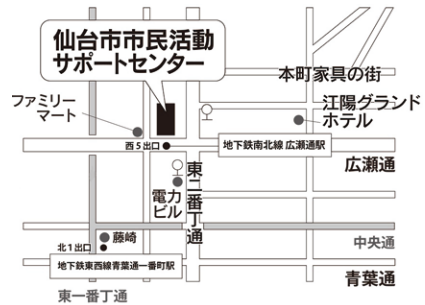 仙台市市民活動
サポートセンター
本町家具の街
ファミリー
マート
江陽グランド
ホテル
西5出口
地下鉄南北線 広瀬通駅
広瀬通
東二番丁通
電力
ビル
藤崎
北1出口
中央通
地下鉄東西線青葉通一番町駅
青葉通
東一番丁通